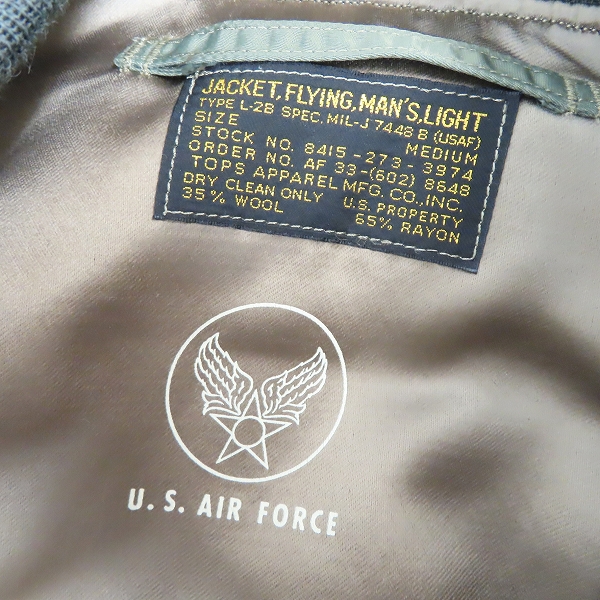 JACKET, FLYING, MAN'S, LIGHT
TYPE L-2B SPEC. MIL-J 7448 B (USAF)
SIZE MEDIUM
STOCK NO. 8415-273-3974
ORDER NO. AF 33-(602) 8648
TOPS APPAREL MFG. CO., INC.
DRY CLEAN ONLY U.S. PROPERTY
35% WOOL 65% RAYON
U. S. AIR FORCE